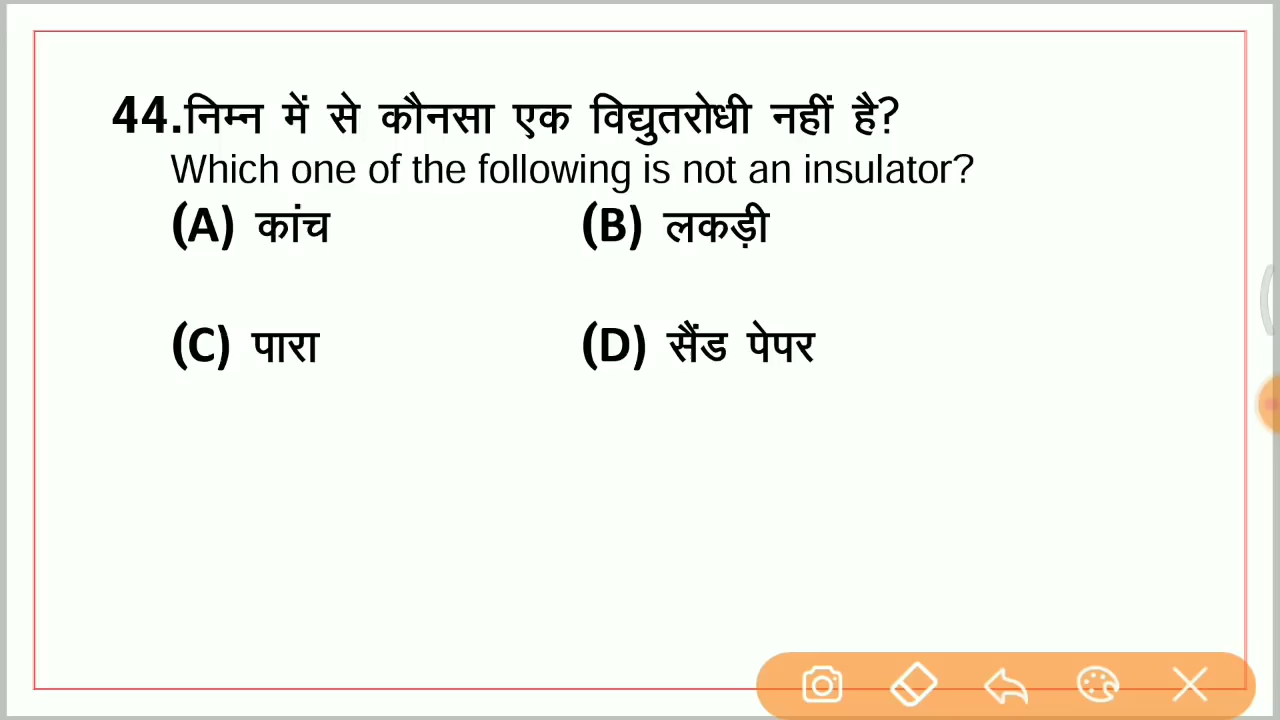 44.निम्न में से कौनसा एक विद्युतरोधी नहीं है?
Which one of the following is not an insulator?
(A) कांच (B) लकड़ी
(C) पारा (D) सैंड पेपर